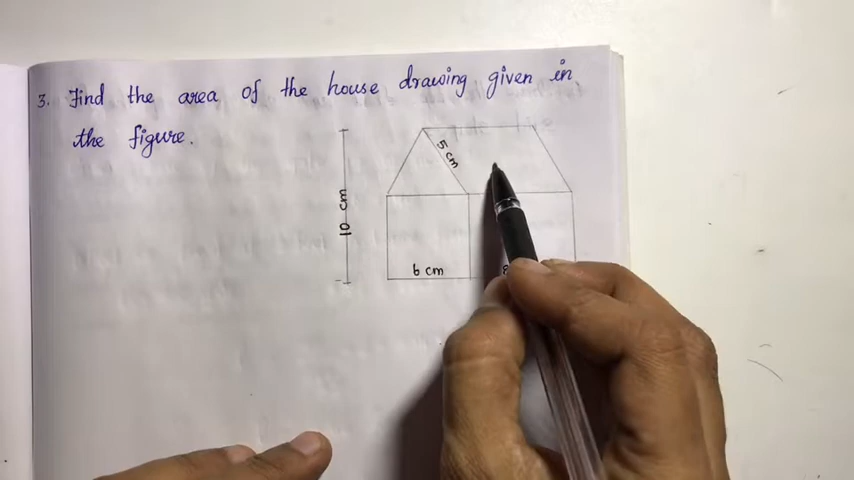 3. Find the area of the house drawing given in
the figure.
5 cm
10 cm
6 cm